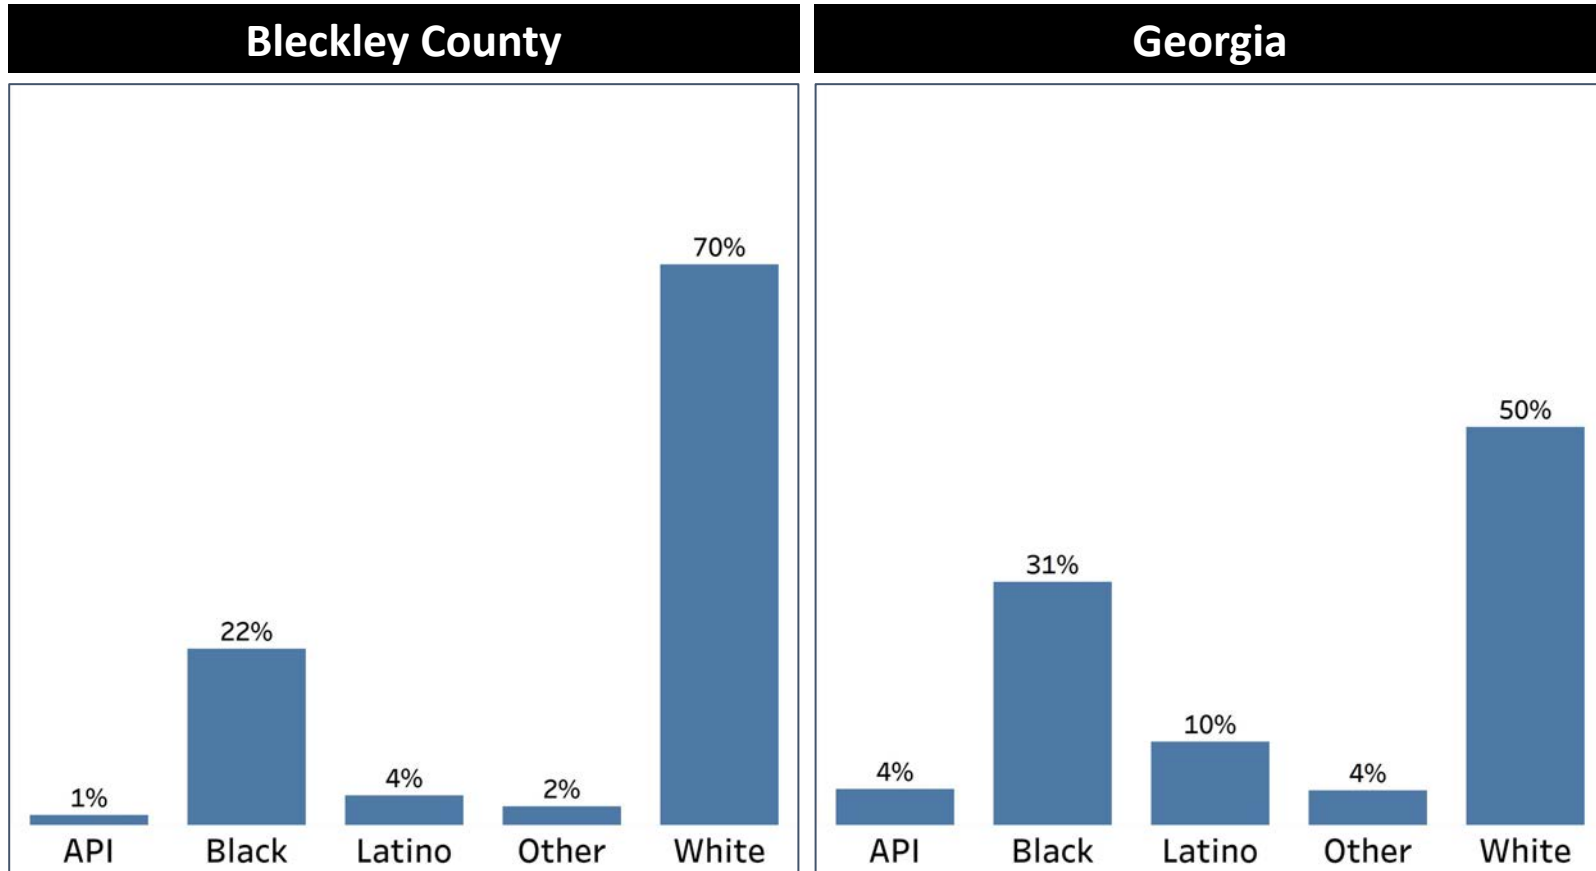 Bleckley County
70%
22%
4%
2%
1%
API Black Latino Other White
Georgia
50%
31%
10%
4%
4%
API Black Latino Other White